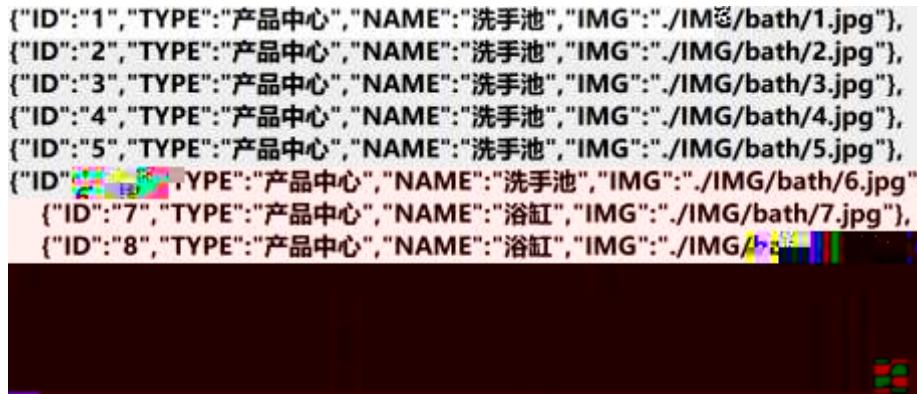 {"ID":"1","TYPE":"产品中心","NAME":"洗手池","IMG":"./IMG/bath/1.jpg"},
{"ID":"2","TYPE":"产品中心","NAME":"洗手池","IMG":"./IMG/bath/2.jpg"},
{"ID":"3","TYPE":"产品中心","NAME":"洗手池","IMG":"./IMG/bath/3.jpg"},
{"ID":"4","TYPE":"产品中心","NAME":"洗手池","IMG":"./IMG/bath/4.jpg"},
{"ID":"5","TYPE":"产品中心","NAME":"洗手池","IMG":"./IMG/bath/5.jpg"},
{"ID" YPE":"产品中心","NAME":"洗手池","IMG":"./IMG/bath/6.jpg"
{"ID":"7","TYPE":"产品中心","NAME":"浴缸","IMG":"./IMG/bath/7.jpg"},
{"ID":"8","TYPE":"产品中心","NAME":"浴缸","IMG":"./IMG/